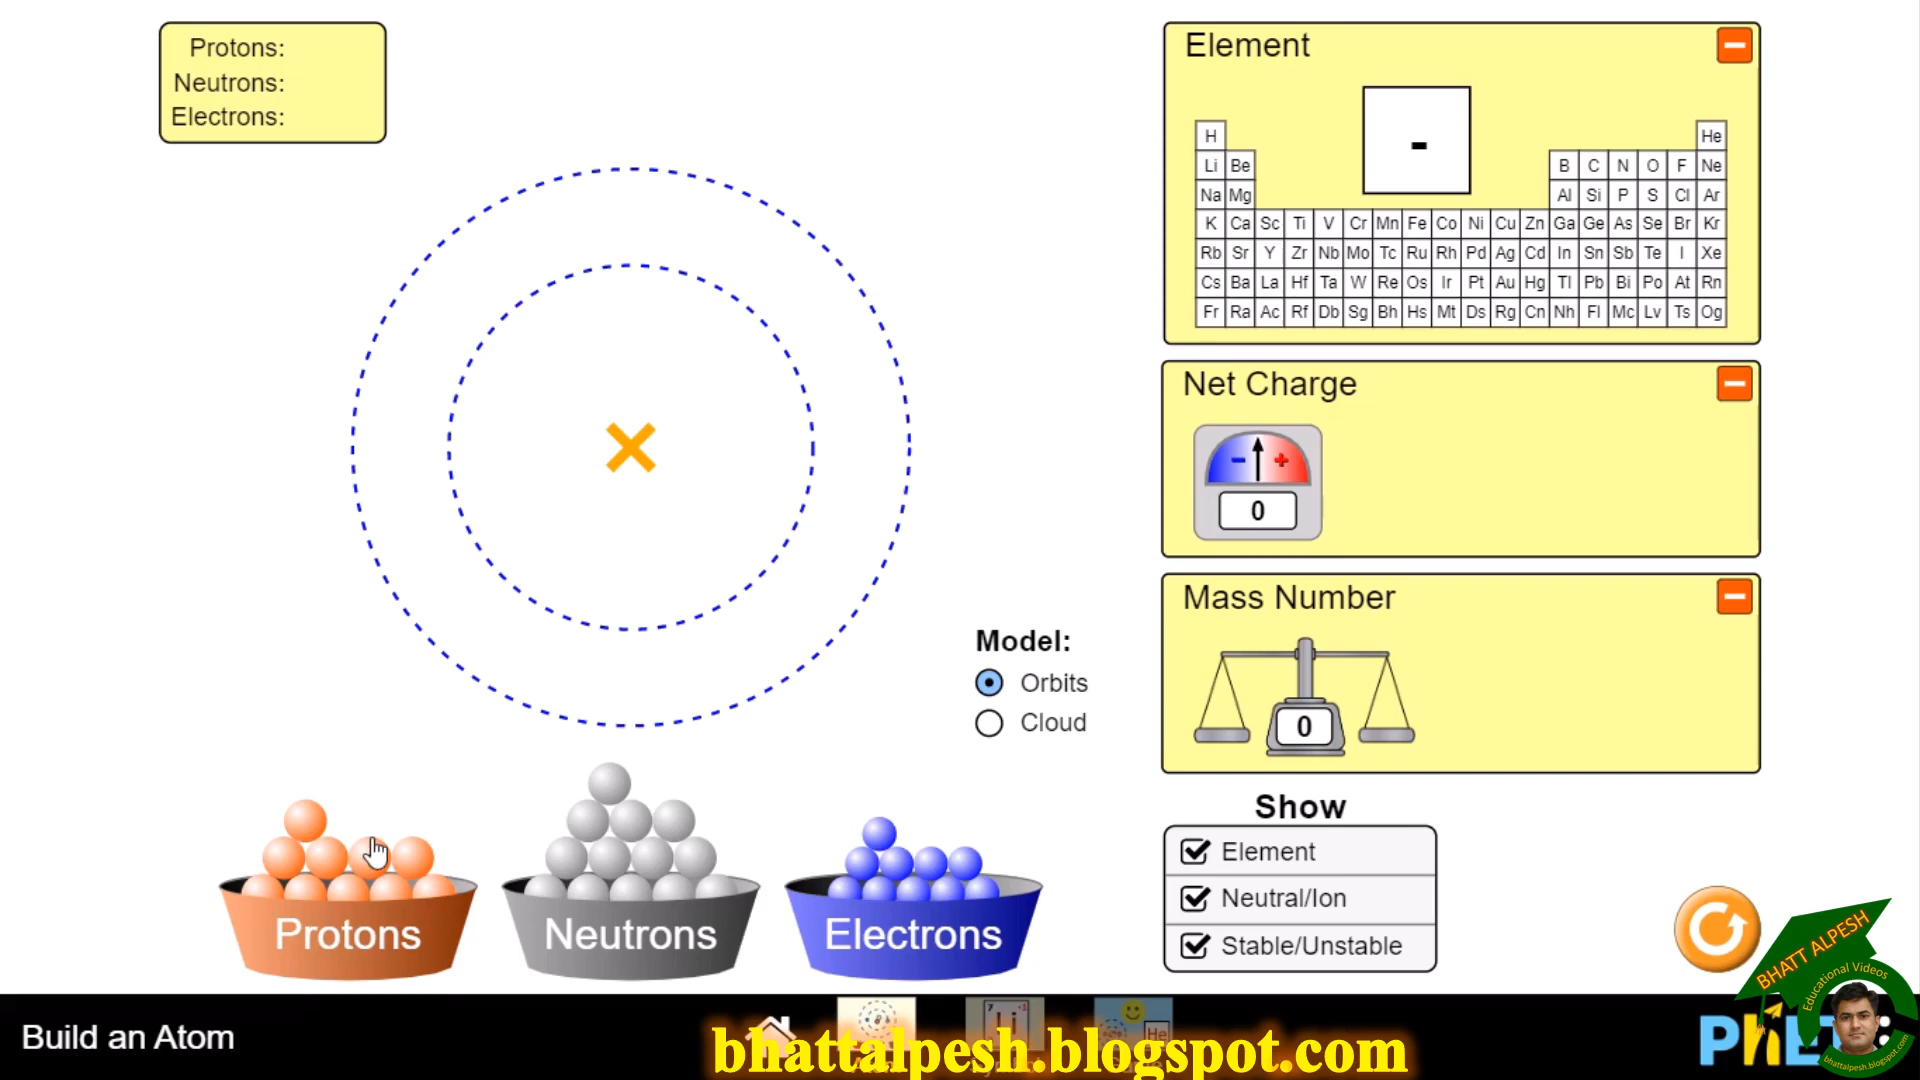 Protons:
Neutrons:
Electrons:
Element
-
H He
Li Be B C N O F Ne
Na Mg Al Si P S Cl Ar
K Ca Sc Ti V Cr Mn Fe Co Ni Cu Zn Ga Ge As Se Br Kr
Rb Sr Y Zr Nb Mo Tc Ru Rh Pd Ag Cd In Sn Sb Te I Xe
Cs Ba La Hf Ta W Re Os Ir Pt Au Hg Tl Pb Bi Po At Rn
Fr Ra Ac Rf Db Sg Bh Hs Mt Ds Rg Cn Nh Fl Mc Lv Ts Og
Net Charge
- +
0
Mass Number
0
Model:
Orbits
Cloud
Protons
Neutrons
Electrons
Show
Element
Neutral/Ion
Stable/Unstable
Build an Atom
bhattalpesh.blogspot.com
BHATT ALPESH
Educational Videos
bhattalpesh.blogspot.com